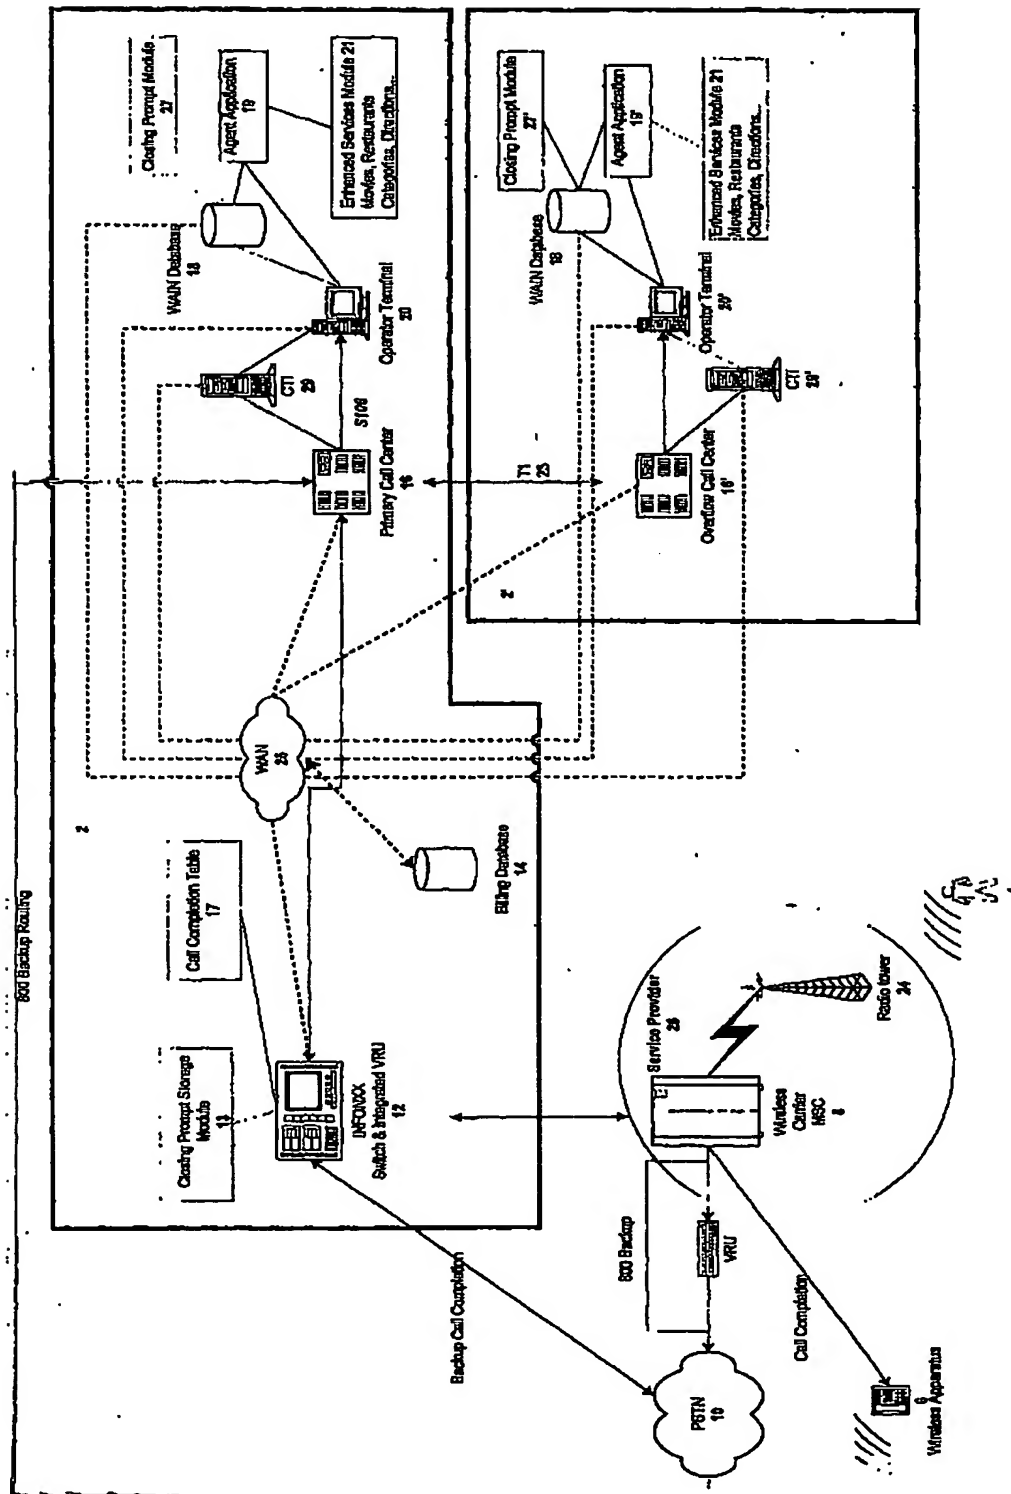 800 Backup Routing
2
Closing Prompt Storage
Module
13
Call Completion Table
17
INFONXX
Switch & Integrated VRU
12
WAN
Billing Database
14
Primary Call Center
16
S108
CTI
29
Operator Terminal
20
WAIN Database
18
Closing Prompt Module
27
Agent Application
19
Enhanced Services Module 21
Movies, Restaurants
Categories, Directions...
T1
25
2'
Overflow Call Center
16'
CTI
Operator Terminal
20'
WAIN Database
18
Closing Prompt Module
27'
Agent Application
19'
Enhanced Services Module 21
Movies, Restaurants
Categories, Directions...
Backup Call Completion
PSTN
10
800 Backup
VRU
Call Completion
Wireless Apparatus
6
Service Provider
Wireless
Carrier
MSC
8
Radio tower
24